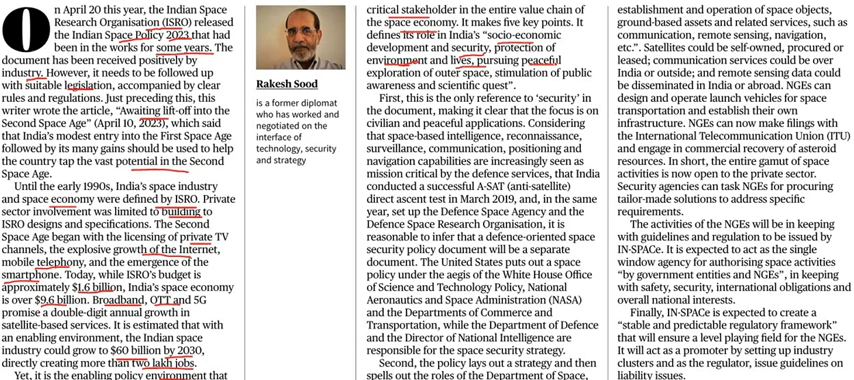 On April 20 this year, the Indian Space
Research Organisation (ISRO) released
the Indian Space Policy 2023 that had
been in the works for some years. The
document has been received positively by
industry. However, it needs to be followed up
with suitable legislation, accompanied by clear
rules and regulations. Just preceding this, this
writer wrote the article, “Awaiting lift-off into the
Second Space Age” (April 10, 2023), which said
that India’s modest entry into the First Space Age
followed by its many gains should be used to help
the country tap the vast potential in the Second
Space Age.
Until the early 1990s, India’s space industry
and space economy were defined by ISRO. Private
sector involvement was limited to building to
ISRO designs and specifications. The Second
Space Age began with the licensing of private TV
channels, the explosive growth of the Internet,
mobile telephony, and the emergence of the
smartphone. Today, while ISRO’s budget is
approximately $1.6 billion, India’s space economy
is over $9.6 billion. Broadband, OTT and 5G
promise a double-digit annual growth in
satellite-based services. It is estimated that with
an enabling environment, the Indian space
industry could grow to $60 billion by 2030,
directly creating more than two lakh jobs.
Yet, it is the enabling policy environment that
Rakesh Sood
is a former diplomat
who has worked and
negotiated on the
interface of
technology, security
and strategy
critical stakeholder in the entire value chain of
the space economy. It makes five key points. It
defines its role in India’s “socio-economic
development and security, protection of
environment and lives, pursuing peaceful
exploration of outer space, stimulation of public
awareness and scientific quest”.
First, this is the only reference to ‘security’ in
the document, making it clear that the focus is on
civilian and peaceful applications. Considering
that space-based intelligence, reconnaissance,
surveillance, communication, positioning and
navigation capabilities are increasingly seen as
mission critical by the defence services, that India
conducted a successful A-SAT (anti-satellite)
direct ascent test in March 2019, and, in the same
year, set up the Defence Space Agency and the
Defence Space Research Organisation, it is
reasonable to infer that a defence-oriented space
security policy document will be a separate
document. The United States puts out a space
policy under the aegis of the White House Office
of Science and Technology Policy, National
Aeronautics and Space Administration (NASA)
and the Departments of Commerce and
Transportation, while the Department of Defence
and the Director of National Intelligence are
responsible for the space security strategy.
Second, the policy lays out a strategy and then
spells out the roles of the Department of Space,
establishment and operation of space objects,
ground-based assets and related services, such as
communication, remote sensing, navigation,
etc.”. Satellites could be self-owned, procured or
leased; communication services could be over
India or outside; and remote sensing data could
be disseminated in India or abroad. NGEs can
design and operate launch vehicles for space
transportation and establish their own
infrastructure. NGEs can now make filings with
the International Telecommunication Union (ITU)
and engage in commercial recovery of asteroid
resources. In short, the entire gamut of space
activities is now open to the private sector.
Security agencies can task NGEs for procuring
tailor-made solutions to address specific
requirements.
The activities of the NGEs will be in keeping
with guidelines and regulation to be issued by
IN-SPACe. It is expected to act as the single
window agency for authorising space activities
“by government entities and NGEs”, in keeping
with safety, security, international obligations and
overall national interests.
Finally, IN-SPACe is expected to create a
“stable and predictable regulatory framework”
that will ensure a level playing field for the NGEs.
It will act as a promoter by setting up industry
clusters and as the regulator, issue guidelines on
liability issues.